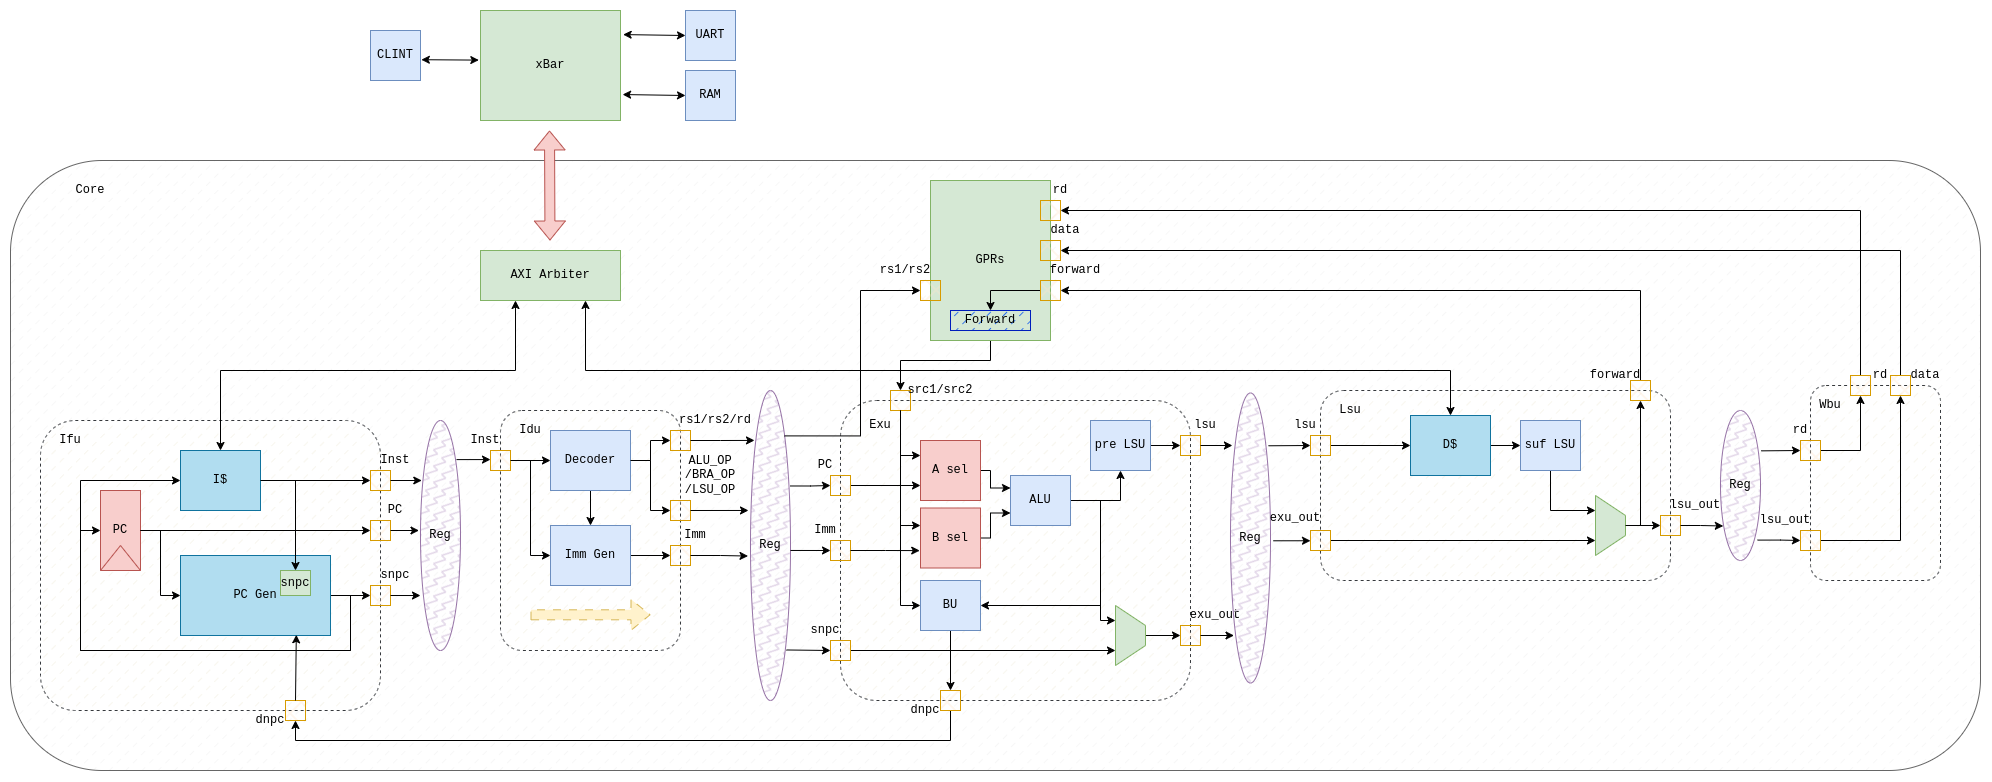 UART
CLINT
xBar
RAM
Core
rd
data
GPRs
rs1/rs2
forward
AXI Arbiter
Forward
forward
rd
data
src1/src2
Wbu
Lsu
rs1/rs2/rd
Exu
lsu
lsu
Idu
Ifu
Inst
rd
D$
suf LSU
pre LSU
Inst
Decoder
ALU_OP
/BRA_OP
/LSU_OP
PC
A sel
I$
Reg
ALU
PC
lsu_out
exu_out
lsu_out
PC
Imm
Imm
Reg
B sel
Reg
Reg
Imm Gen
snpc
snpc
PC Gen
BU
exu_out
snpc
dnpc
dnpc